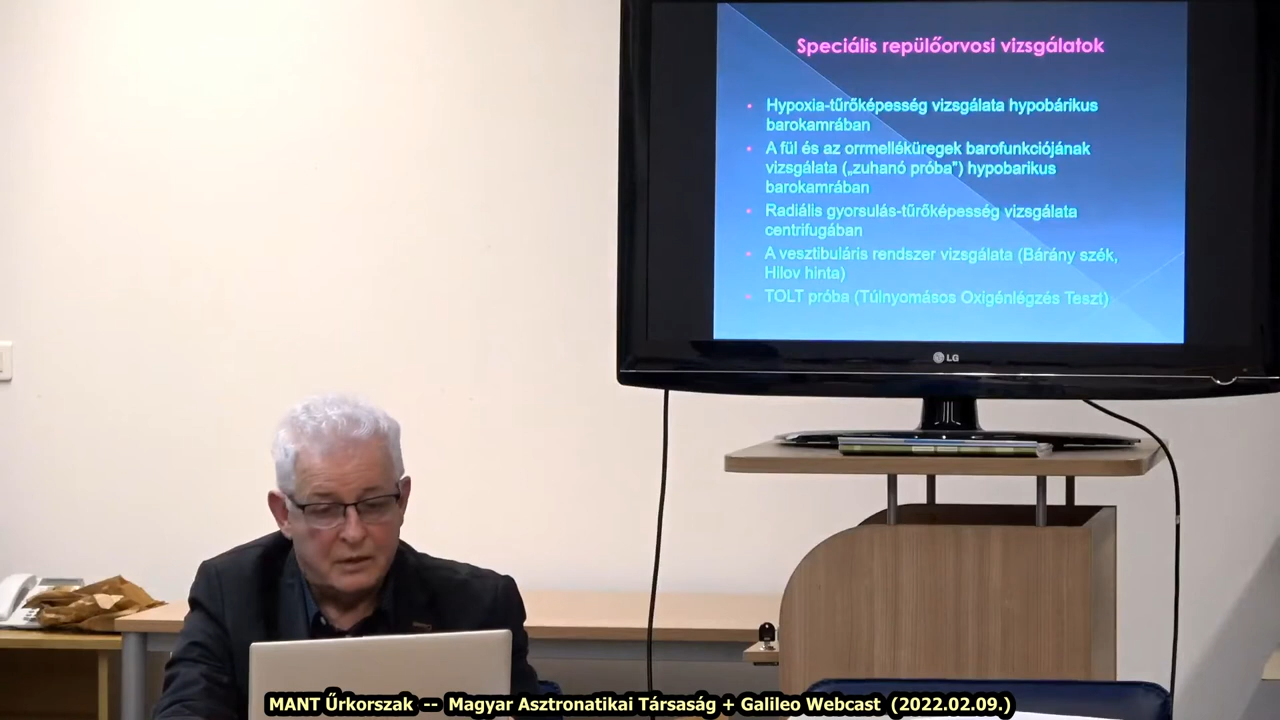 Speciális repülőorvosi vizsgálatok
Hypoxia-tűrőképesség vizsgálata hypobárikus
barokamrában
A fül és az orrmelléküregek barofunkciójának
vizsgálata („zuhanó próba”) hypobarikus
barokamrában
Radiális gyorsulás-tűrőképesség vizsgálata
centrifugában
A vesztibuláris rendszer vizsgálata (Bárány szék,
Hilov hinta)
TOLT próba (Túlnyomásos Oxigénlégzés Teszt)
LG
MANT Űrkorszak -- Magyar Asztronatikai Társaság + Galileo Webcast (2022.02.09.)